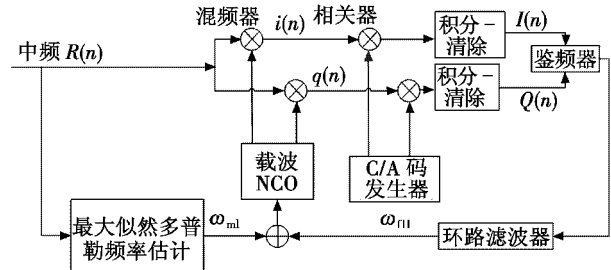 混频器 i(n) 相关器
积分－
清除
I(n)
中频 R(n)
鉴频器
q(n)
积分－
清除
Q(n)
载波
NCO
C/A 码
发生器
最大似然多普
勒频率估计
ω_ml
环路滤波器